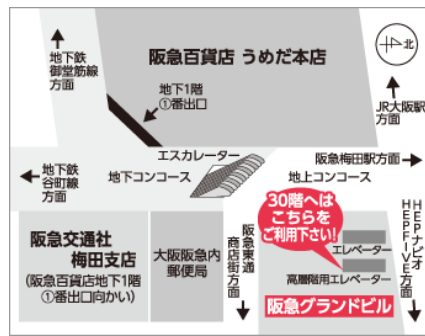 地下鉄
御堂筋線
方面
阪急百貨店 うめだ本店
北
地下1階
①番出口
JR大阪駅
方面
エスカレーター
阪急梅田駅方面
地下鉄
谷町線
方面
地下コンコース
地上コンコース
30階へは
こちらを
ご利用下さい!
阪急交通社
梅田支店
(阪急百貨店地下1階
①番出口向かい)
大阪阪急内
郵便局
阪急東通
商店街方面
エレベーター
高層階用エレベーター
阪急グランドビル
HEPナビオ
HEPFIVE方面